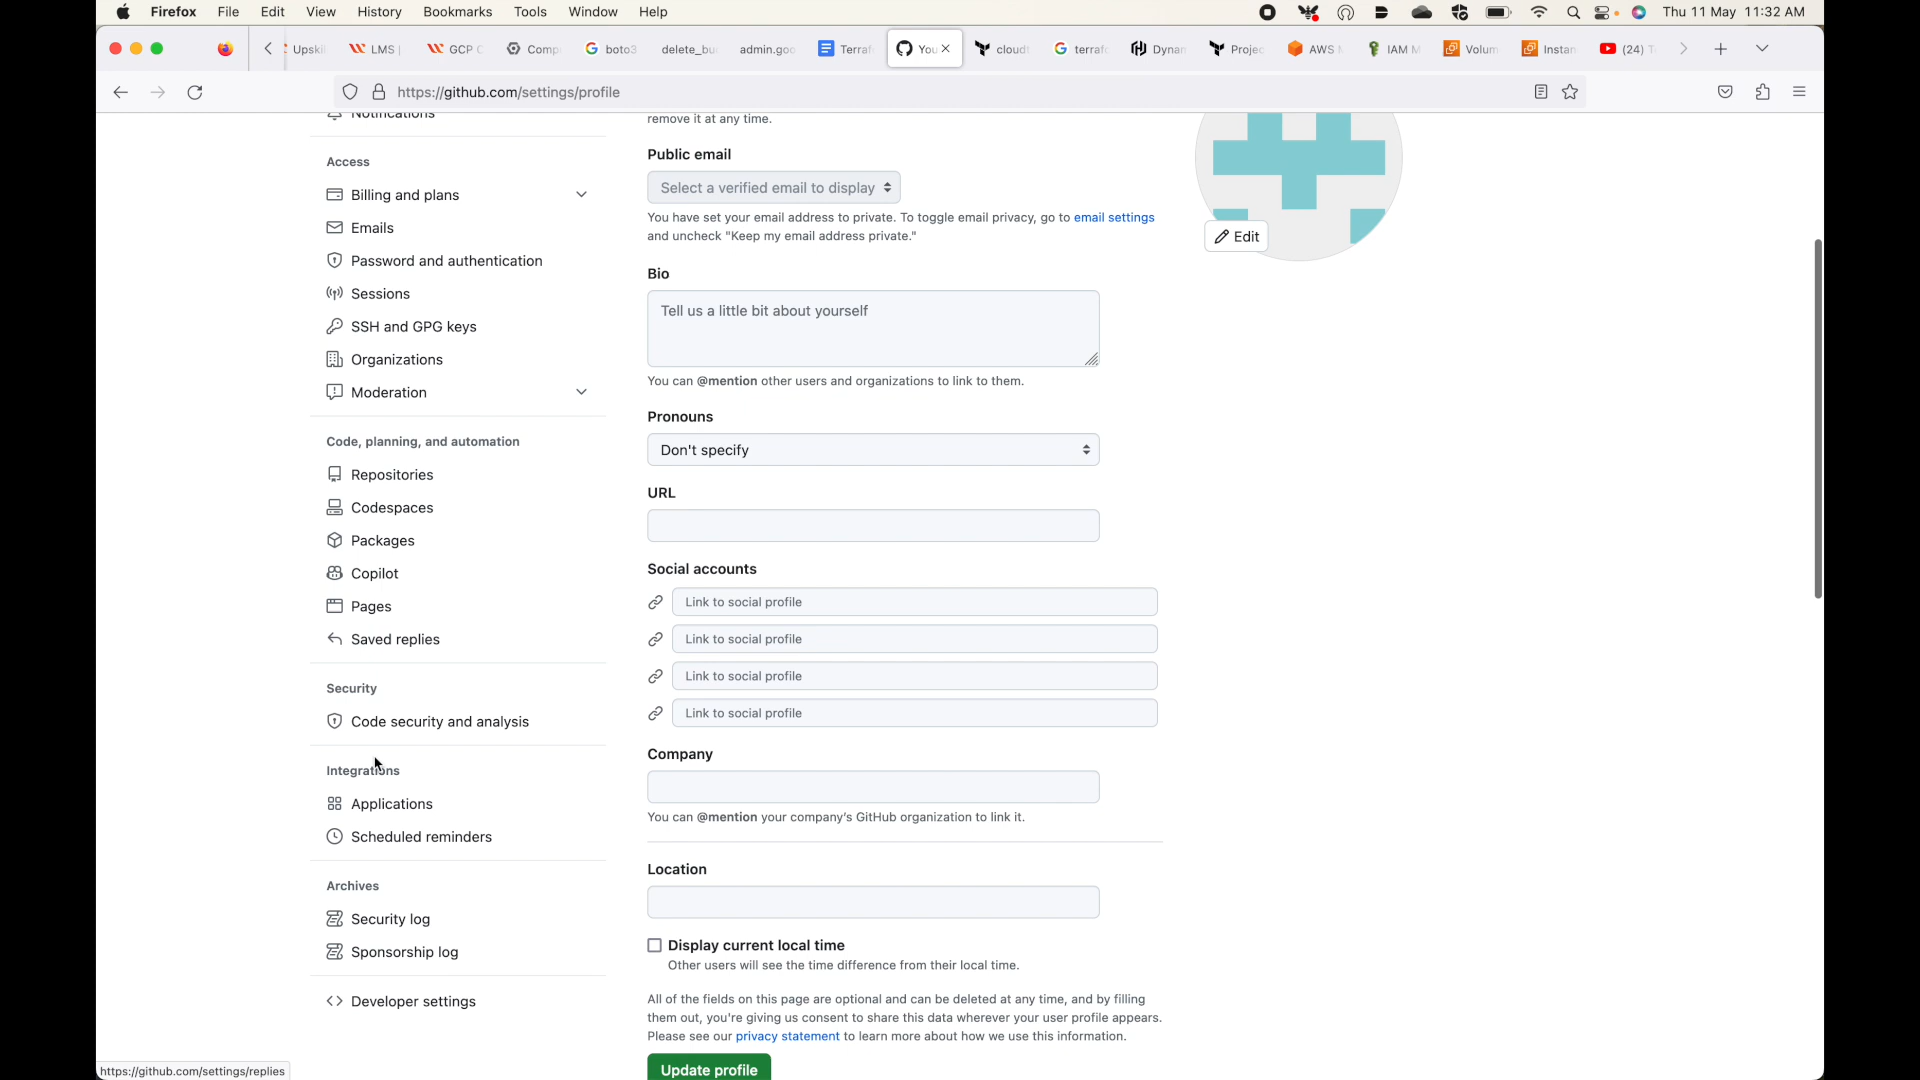 Firefox File Edit View History Bookmarks Tools Window Help Thu 11 May 11:32 AM
Upskil LMS | GCP C Comp boto3 delete_bu admin.goo Terraf You cloudf terrafo Dynam Projec AWS M IAM M Volum Instan (24) T
https://github.com/settings/profile
Notifications
Access
Billing and plans
Emails
Password and authentication
Sessions
SSH and GPG keys
Organizations
Moderation
Code, planning, and automation
Repositories
Codespaces
Packages
Copilot
Pages
Saved replies
Security
Code security and analysis
Integrations
Applications
Scheduled reminders
Archives
Security log
Sponsorship log
Developer settings
remove it at any time.
Public email
Select a verified email to display
You have set your email address to private. To toggle email privacy, go to email settings
and uncheck "Keep my email address private."
Bio
Tell us a little bit about yourself
You can @mention other users and organizations to link to them.
Pronouns
Don't specify
URL
Social accounts
Link to social profile
Link to social profile
Link to social profile
Link to social profile
Company
You can @mention your company's GitHub organization to link it.
Location
Display current local time
Other users will see the time difference from their local time.
All of the fields on this page are optional and can be deleted at any time, and by filling
them out, you're giving us consent to share this data wherever your user profile appears.
Please see our privacy statement to learn more about how we use this information.
Update profile
Edit
https://github.com/settings/replies